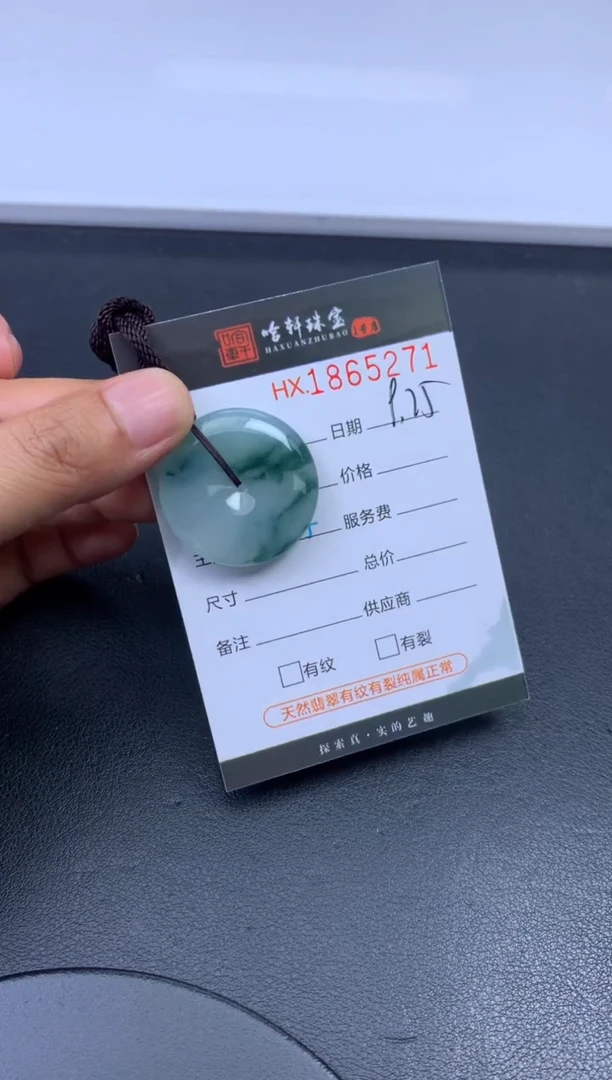 哈轩珠宝
HAXUANZHUBAO
HX.1865271
日期 9.25
价格
服务费
总价
尺寸
供应商
备注
有纹 有裂
天然翡翠有纹有裂纯属正常
探索真·实的艺趣